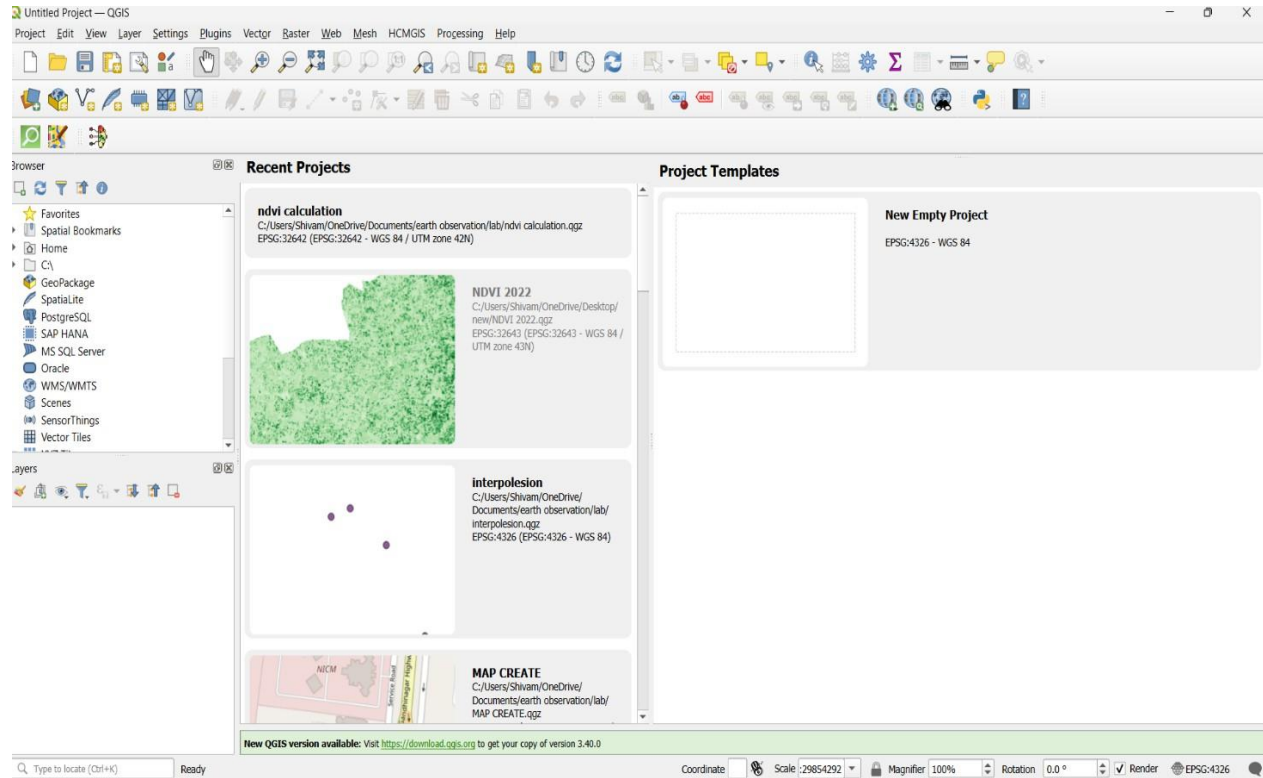 Untitled Project — QGIS
Project Edit View Layer Settings Plugins Vector Raster Web Mesh HCMGIS Processing Help
Browser
Favorites
Spatial Bookmarks
Home
C:\
GeoPackage
SpatiaLite
PostgreSQL
SAP HANA
MS SQL Server
Oracle
WMS/WMTS
Scenes
SensorThings
Vector Tiles
Layers
Recent Projects
ndvi calculation
C:/Users/Shivam/OneDrive/Documents/earth observation/lab/ndvi calculation.qgz
EPSG:32642 (EPSG:32642 - WGS 84 / UTM zone 42N)
NDVI 2022
C:/Users/Shivam/OneDrive/Desktop/
new/NDVI 2022.qgz
EPSG:32643 (EPSG:32643 - WGS 84 /
UTM zone 43N)
interpolesion
C:/Users/Shivam/OneDrive/
Documents/earth observation/lab/
interpolesion.qgz
EPSG:4326 (EPSG:4326 - WGS 84)
NICM
Service Road
MAP CREATE
C:/Users/Shivam/OneDrive/
Documents/earth observation/lab/
MAP CREATE.qgz
Project Templates
New Empty Project
EPSG:4326 - WGS 84
New QGIS version available: Visit https://download.qgis.org to get your copy of version 3.40.0
Type to locate (Ctrl+K) Ready Coordinate Scale :29854292 Magnifier 100% Rotation 0.0 ° Render EPSG:4326